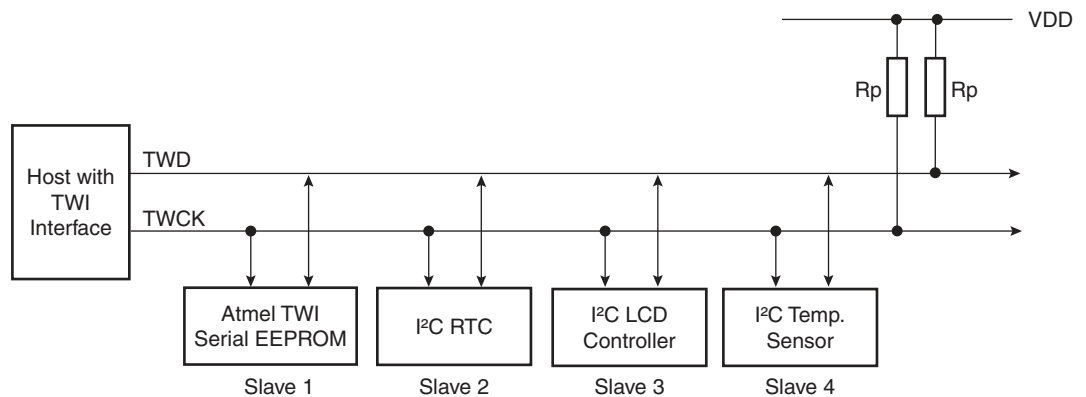 VDD
Rp
Rp
Host with
TWI
Interface
TWD
TWCK
Atmel TWI
Serial EEPROM
Slave 1
I²C RTC
Slave 2
I²C LCD
Controller
Slave 3
I²C Temp.
Sensor
Slave 4